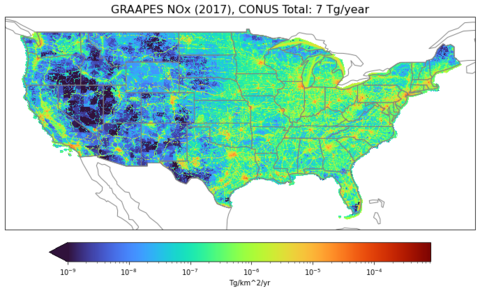 GRAAPES NOx (2017), CONUS Total: 7 Tg/year
10⁻⁹ 10⁻⁸ 10⁻⁷ 10⁻⁶ 10⁻⁵ 10⁻⁴
Tg/km^2/yr